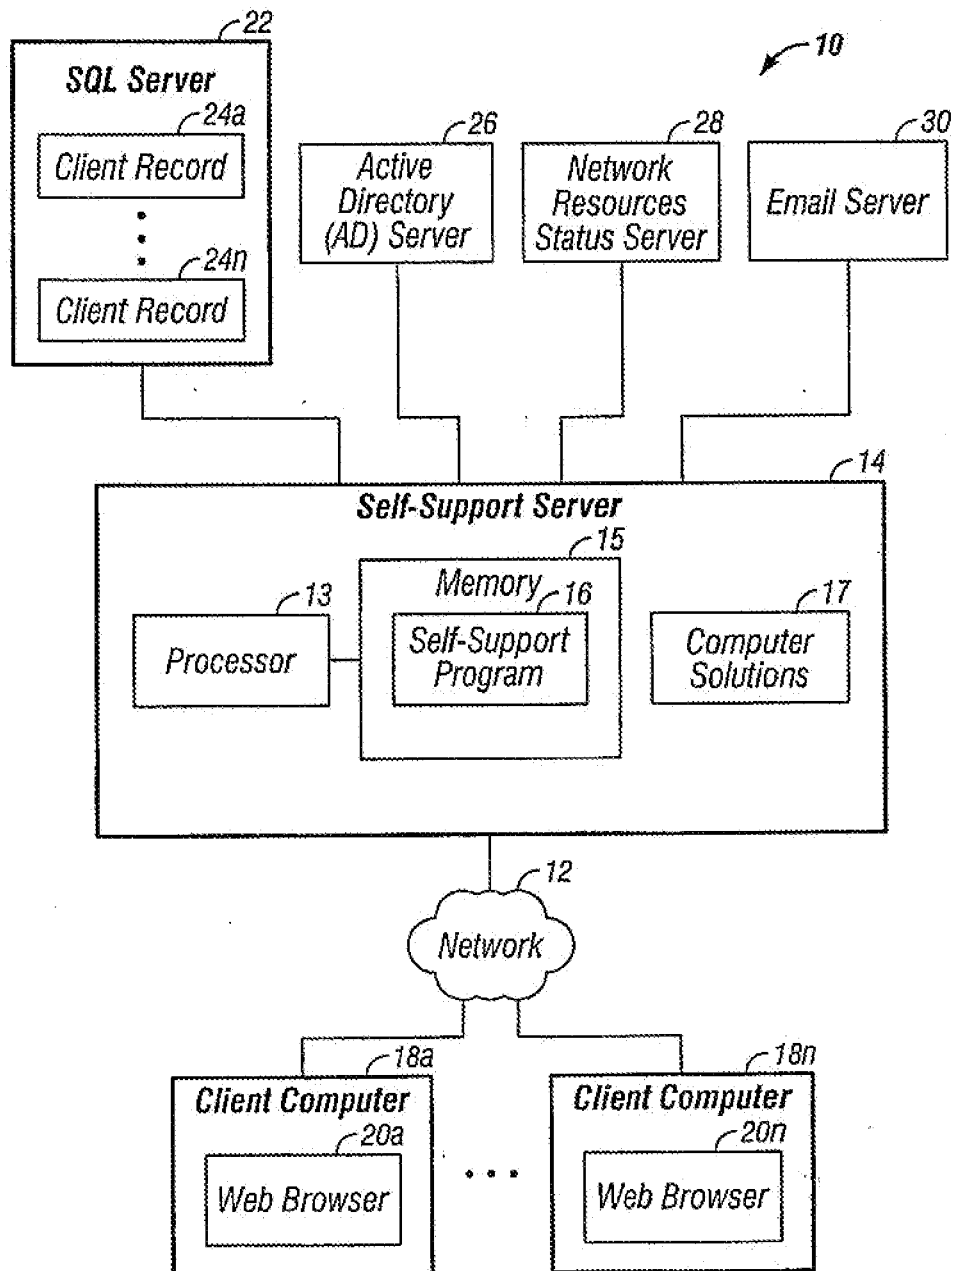 22
10
SQL Server
24a
Client Record
24n
Client Record
26
Active
Directory
(AD) Server
28
Network
Resources
Status Server
30
Email Server
14
Self-Support Server
15
Memory
13
Processor
16
Self-Support
Program
17
Computer
Solutions
12
Network
18a
Client Computer
20a
Web Browser
18n
Client Computer
20n
Web Browser